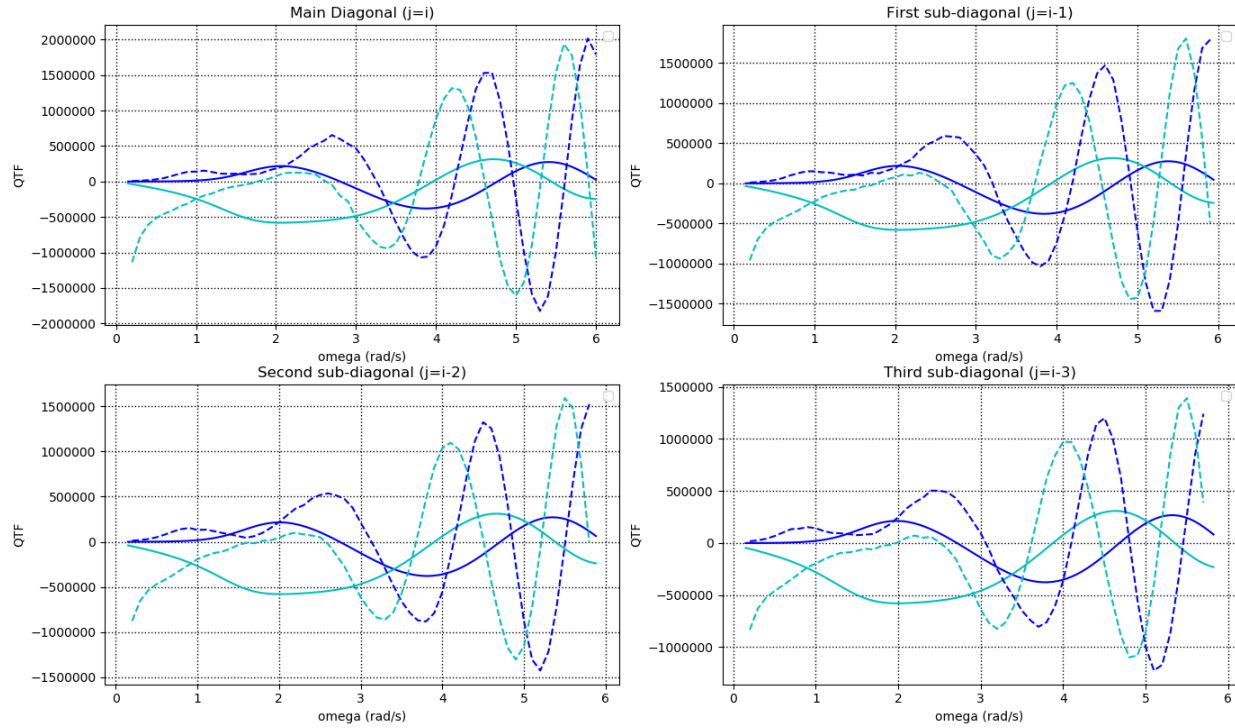 Main Diagonal (j=i)
QTF
2000000
1500000
1000000
500000
0
−500000
−1000000
−1500000
−2000000
0 1 2 3 4 5 6
omega (rad/s)
First sub-diagonal (j=i-1)
QTF
1500000
1000000
500000
0
−500000
−1000000
−1500000
0 1 2 3 4 5 6
omega (rad/s)
Second sub-diagonal (j=i-2)
QTF
1500000
1000000
500000
0
−500000
−1000000
−1500000
0 1 2 3 4 5 6
omega (rad/s)
Third sub-diagonal (j=i-3)
QTF
1500000
1000000
500000
0
−500000
−1000000
0 1 2 3 4 5 6
omega (rad/s)